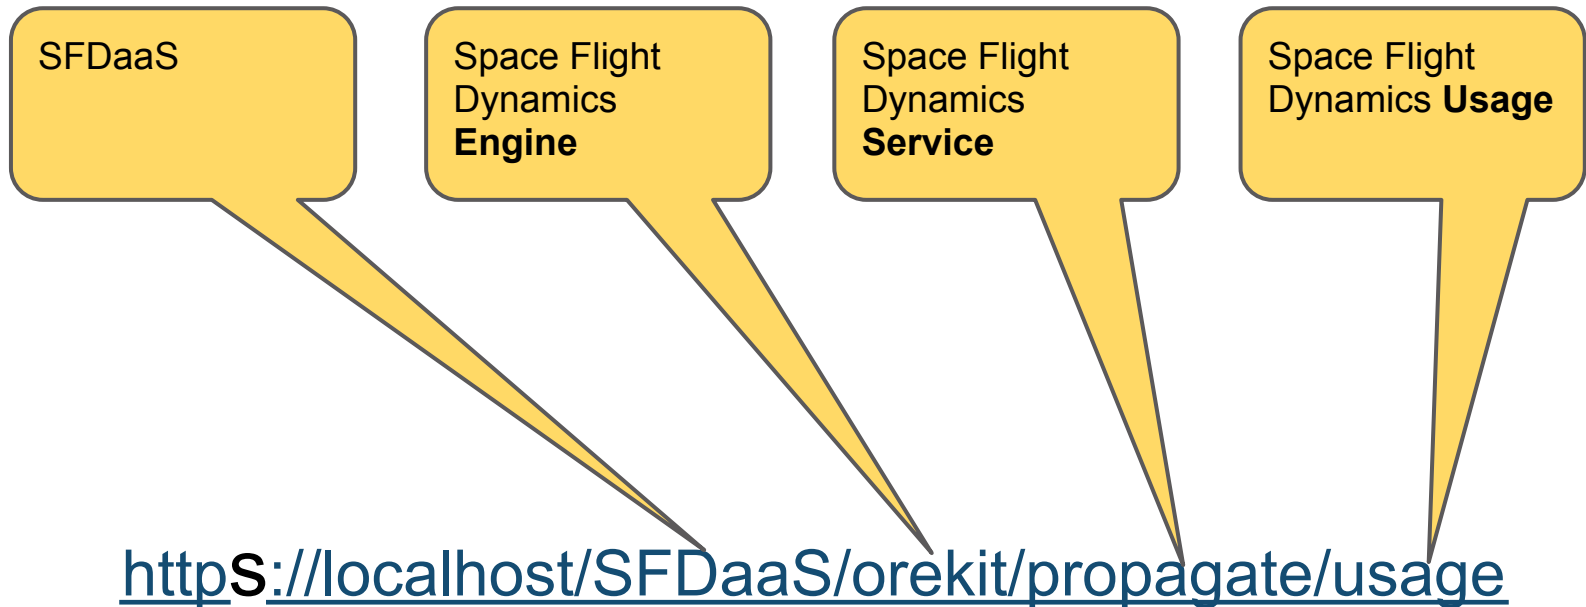 SFDaaS
Space Flight
Dynamics
Engine
Space Flight
Dynamics
Service
Space Flight
Dynamics Usage
https://localhost/SFDaaS/orekit/propagate/usage